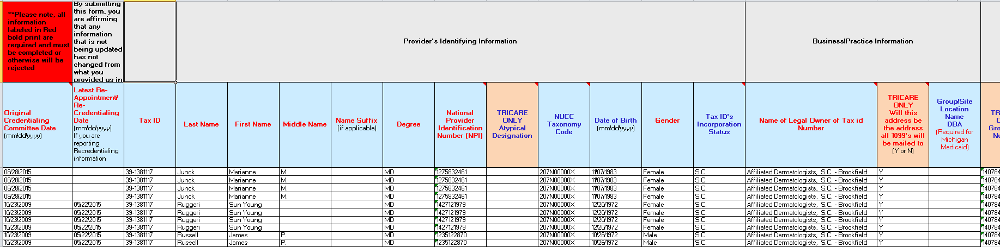 **Please note, all
information
labeled in Red
bold print are
required and must
be completed or
otherwise will be
rejected
By submitting
this form, you
are affirming
that any
information
that is not
being updated
has not
changed from
what you
provided us in
Provider's Identifying Information
Business/Practice Information
Original
Credentialing
Committee Date
(mm/dd/yyyy)
Latest Re-
Appointment/
Re-
Credentialing
Date
(mm/dd/yyyy)
If you are
reporting
Recredentialing
information
Tax ID
Last Name
First Name
Middle Name
Name Suffix
(if applicable)
Degree
National
Provider
Identification
Number (NPI)
TRICARE
ONLY
Atypical
Designation
NUCC
Taxonomy
Code
Date of Birth
(mm/dd/yyyy)
Gender
Tax ID's
Incorporation
Status
Name of Legal Owner of Tax id
Number
TRICARE
ONLY
Will this
address be
the address
all 1099's will
be mailed to
(Y or N)
Group/Site
Location
Name
DBA
(Required for
Michigan
Medicaid)
08/28/2015 39-1381117 Junck Marianne M. MD 1275832461 207N00000X 11/07/1983 Female S.C. Affiliated Dermatologists, S.C. - Brookfield Y 140784
08/28/2015 39-1381117 Junck Marianne M. MD 1275832461 207N00000X 11/07/1983 Female S.C. Affiliated Dermatologists, S.C. - Brookfield Y 140784
08/28/2015 39-1381117 Junck Marianne M. MD 1275832461 207N00000X 11/07/1983 Female S.C. Affiliated Dermatologists, S.C. - Brookfield Y 140784
08/28/2015 39-1381117 Junck Marianne M. MD 1275832461 207N00000X 11/07/1983 Female S.C. Affiliated Dermatologists, S.C. - Brookfield Y 140784
10/23/2009 05/22/2015 39-1381117 Ruggeri Sun Young MD 1427121979 207N00000X 12/20/1972 Female S.C. Affiliated Dermatologists, S.C. - Brookfield Y 140784
10/23/2009 05/22/2015 39-1381117 Ruggeri Sun Young MD 1427121979 207N00000X 12/20/1972 Female S.C. Affiliated Dermatologists, S.C. - Brookfield Y 140784
10/23/2009 05/22/2015 39-1381117 Ruggeri Sun Young MD 1427121979 207N00000X 12/20/1972 Female S.C. Affiliated Dermatologists, S.C. - Brookfield Y 140784
10/23/2009 05/22/2015 39-1381117 Ruggeri Sun Young MD 1427121979 207N00000X 12/20/1972 Female S.C. Affiliated Dermatologists, S.C. - Brookfield Y 140784
10/23/2009 05/22/2015 39-1381117 Russell James P. MD 1235122870 207N00000X 10/26/1972 Male S.C. Affiliated Dermatologists, S.C. - Brookfield Y 140784
10/23/2009 05/22/2015 39-1381117 Russell James P. MD 1235122870 207N00000X 10/26/1972 Male S.C. Affiliated Dermatologists, S.C. - Brookfield Y 140784